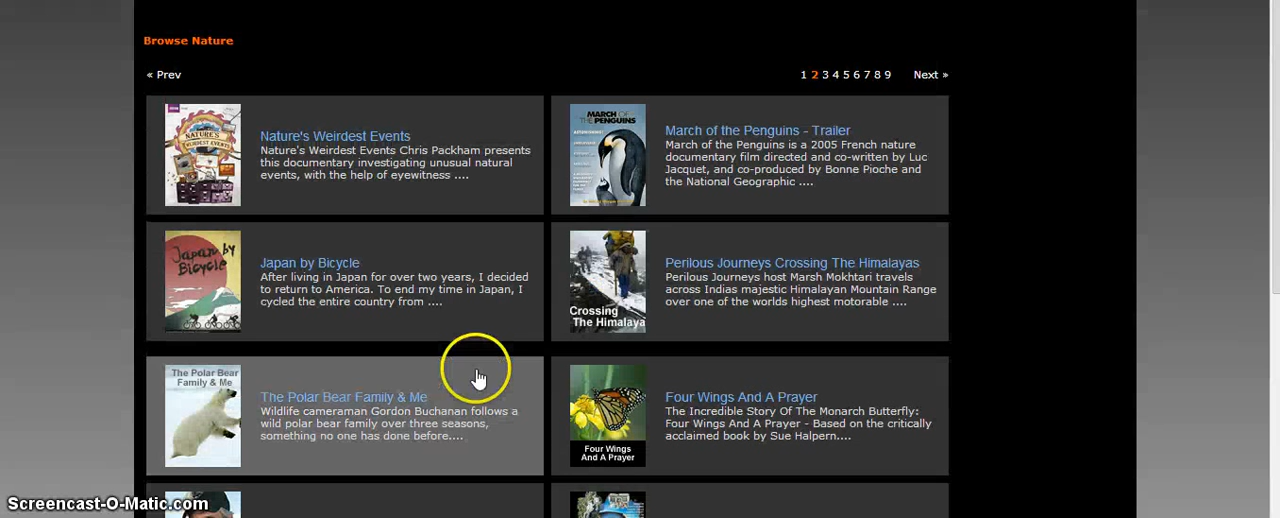 Browse Nature
« Prev
1 2 3 4 5 6 7 8 9 Next »
NATURE'S
WEIRDEST EVENTS
Nature's Weirdest Events
Nature's Weirdest Events Chris Packham presents
this documentary investigating unusual natural
events, with the help of eyewitness ....
MARCH OF
THE PENGUINS
March of the Penguins - Trailer
March of the Penguins is a 2005 French nature
documentary film directed and co-written by Luc
Jacquet, and co-produced by Bonne Pioche and
the National Geographic ....
Japan by
BICYCLE
Japan by Bicycle
After living in Japan for over two years, I decided
to return to America. To end my time in Japan, I
cycled the entire country from ....
Crossing
The Himalaya
Perilous Journeys Crossing The Himalayas
Perilous Journeys host Marsh Mokhtari travels
across Indias majestic Himalayan Mountain Range
over one of the worlds highest motorable ....
The Polar Bear
Family & Me
The Polar Bear Family & Me
Wildlife cameraman Gordon Buchanan follows a
wild polar bear family over three seasons,
something no one has done before....
Four Wings
And A Prayer
Four Wings And A Prayer
The Incredible Story Of The Monarch Butterfly:
Four Wings And A Prayer - Based on the critically
acclaimed book by Sue Halpern....
Screencast-O-Matic.com